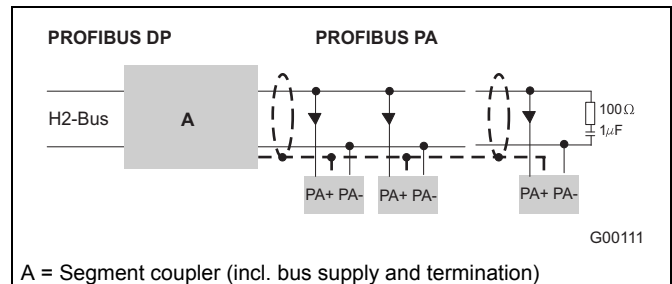 PROFIBUS DP PROFIBUS PA
H2-Bus A
100Ω
1µF
PA+ PA- PA+ PA- PA+ PA-
G00111
A = Segment coupler (incl. bus supply and termination)